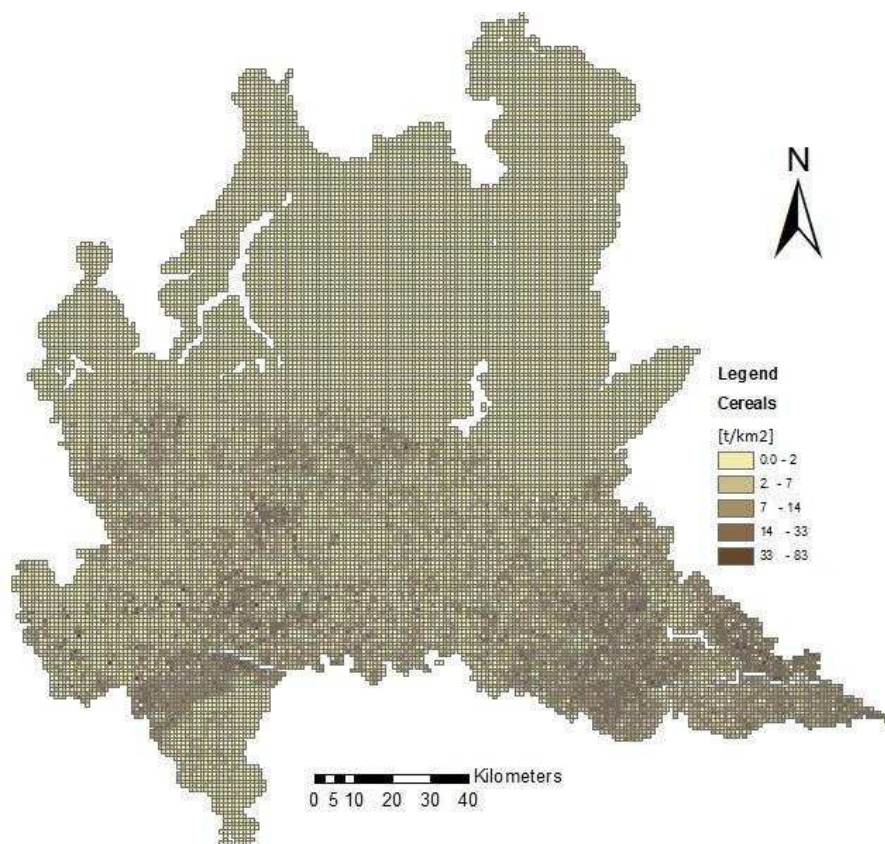 N
Legend
Cereals
[t/km2]
0.0 - 2
2 - 7
7 - 14
14 - 33
33 - 83
Kilometers
0 5 10 20 30 40